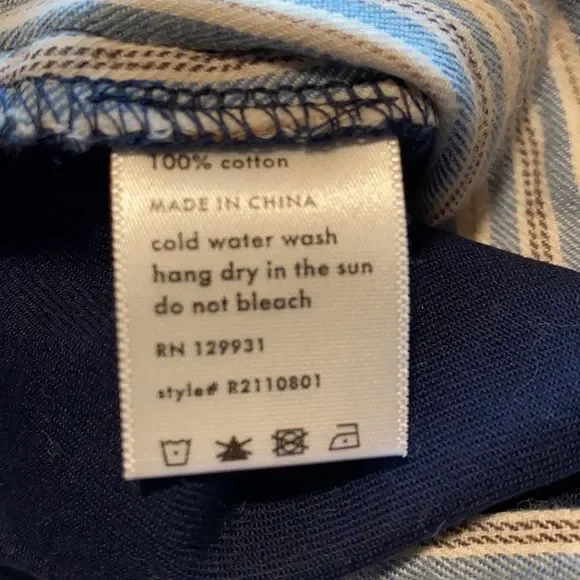 100% cotton
MADE IN CHINA
cold water wash
hang dry in the sun
do not bleach
RN 129931
style# R2110801